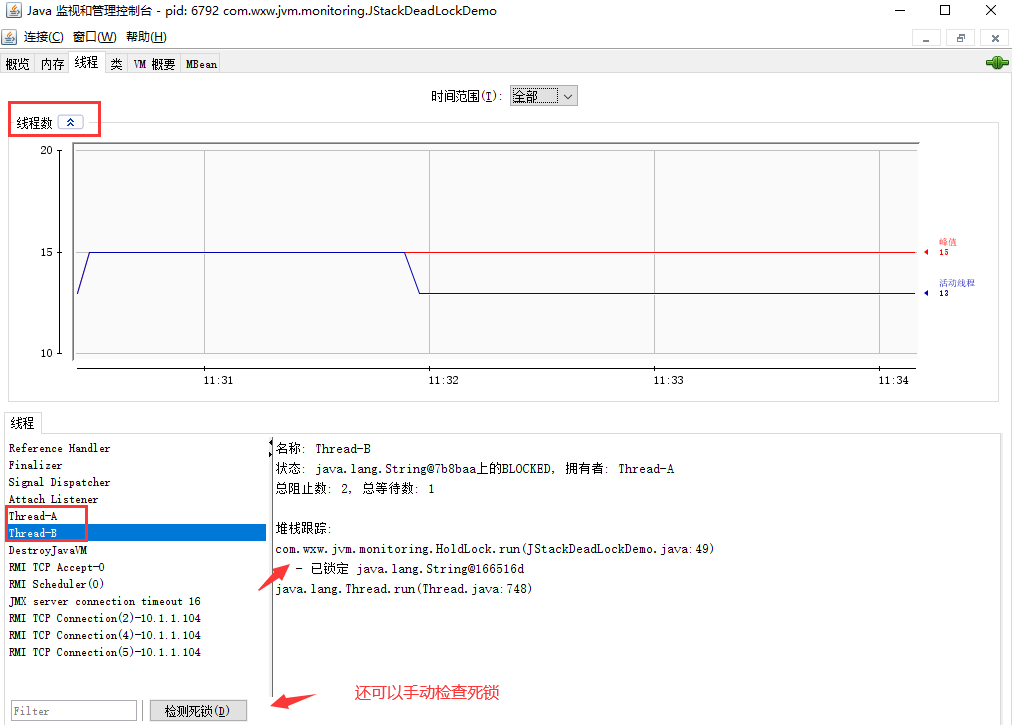 Java 监视和管理控制台 - pid: 6792 com.wxw.jvm.monitoring.JStackDeadLockDemo
连接(C) 窗口(W) 帮助(H)
概览 内存 线程 类 VM 概要 MBean
时间范围(T): 全部
线程数
20
15
10
峰值
15
活动线程
13
11:31 11:32 11:33 11:34
线程
Reference Handler
Finalizer
Signal Dispatcher
Attach Listener
Thread-A
Thread-B
DestroyJavaVM
RMI TCP Accept-0
RMI Scheduler(0)
JMX server connection timeout 16
RMI TCP Connection(2)-10.1.1.104
RMI TCP Connection(4)-10.1.1.104
RMI TCP Connection(5)-10.1.1.104
名称: Thread-B
状态: java.lang.String@7b8baa上的BLOCKED, 拥有者: Thread-A
总阻止数: 2, 总等待数: 1
堆栈跟踪:
com.wxw.jvm.monitoring.HoldLock.run(JStackDeadLockDemo.java:49)
- 已锁定 java.lang.String@166516d
java.lang.Thread.run(Thread.java:748)
还可以手动检查死锁
Filter
检测死锁(D)